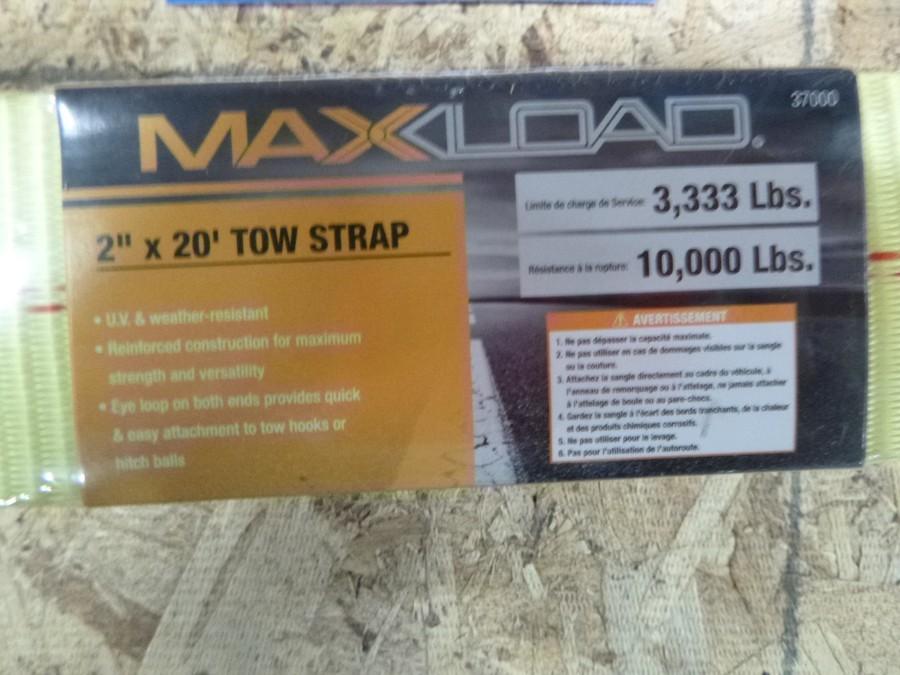 MAXLOAD®
37000
2" x 20' TOW STRAP
• U.V. & weather-resistant
• Reinforced construction for maximum
strength and versatility
• Eye loop on both ends provides quick
& easy attachment to tow hooks or
hitch balls
Limite de charge de Service: 3,333 Lbs.
Résistance à la rupture: 10,000 Lbs.
⚠ AVERTISSEMENT
1. Ne pas dépasser la capacité maximale.
2. Ne pas utiliser en cas de dommages visibles sur la sangle
ou la couture.
3. Attachez la sangle directement au cadre du véhicule, à
l'anneau de remorquage ou à l'attelage, ne jamais attacher
à l'attelage de boule ou au pare-chocs.
4. Gardez la sangle à l'écart des bords tranchants, de la chaleur
et des produits chimiques corrosifs.
5. Ne pas utiliser pour le levage.
6. Pas pour l'utilisation de l'autoroute.